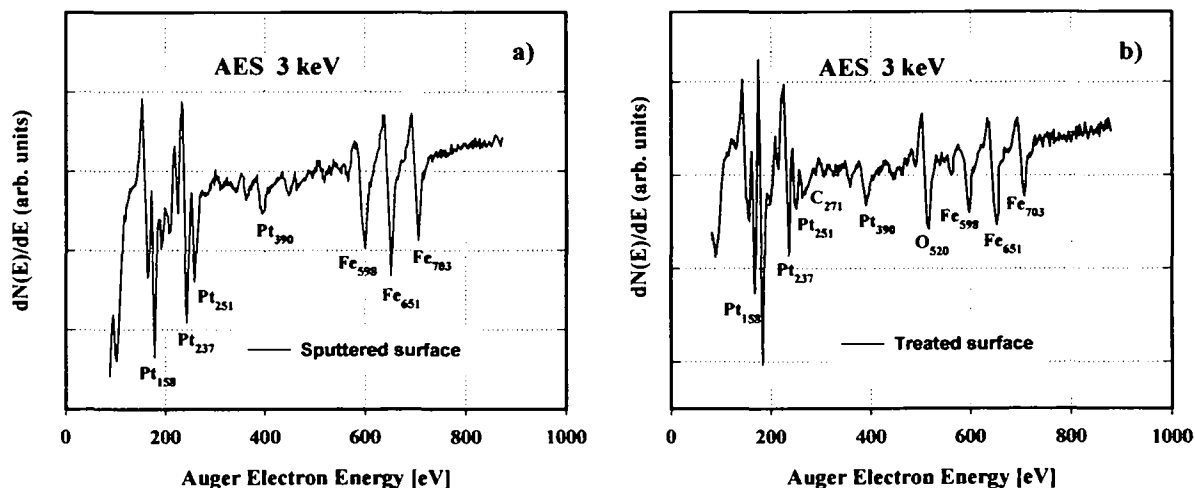 a)
AES 3 keV
dN(E)/dE (arb. units)
Pt₃₉₀
Fe₅₉₈
Fe₆₅₁
Fe₇₀₃
Pt₂₅₁
Pt₂₃₇
Pt₁₅₈
Sputtered surface
0 200 400 600 800 1000
Auger Electron Energy [eV]
b)
AES 3 keV
dN(E)/dE (arb. units)
C₂₇₁
Pt₂₅₁
Pt₃₉₀
Fe₅₉₈
Fe₇₀₃
O₅₂₀
Fe₆₅₁
Pt₂₃₇
Pt₁₅₈
Treated surface
0 200 400 600 800 1000
Auger Electron Energy [eV]